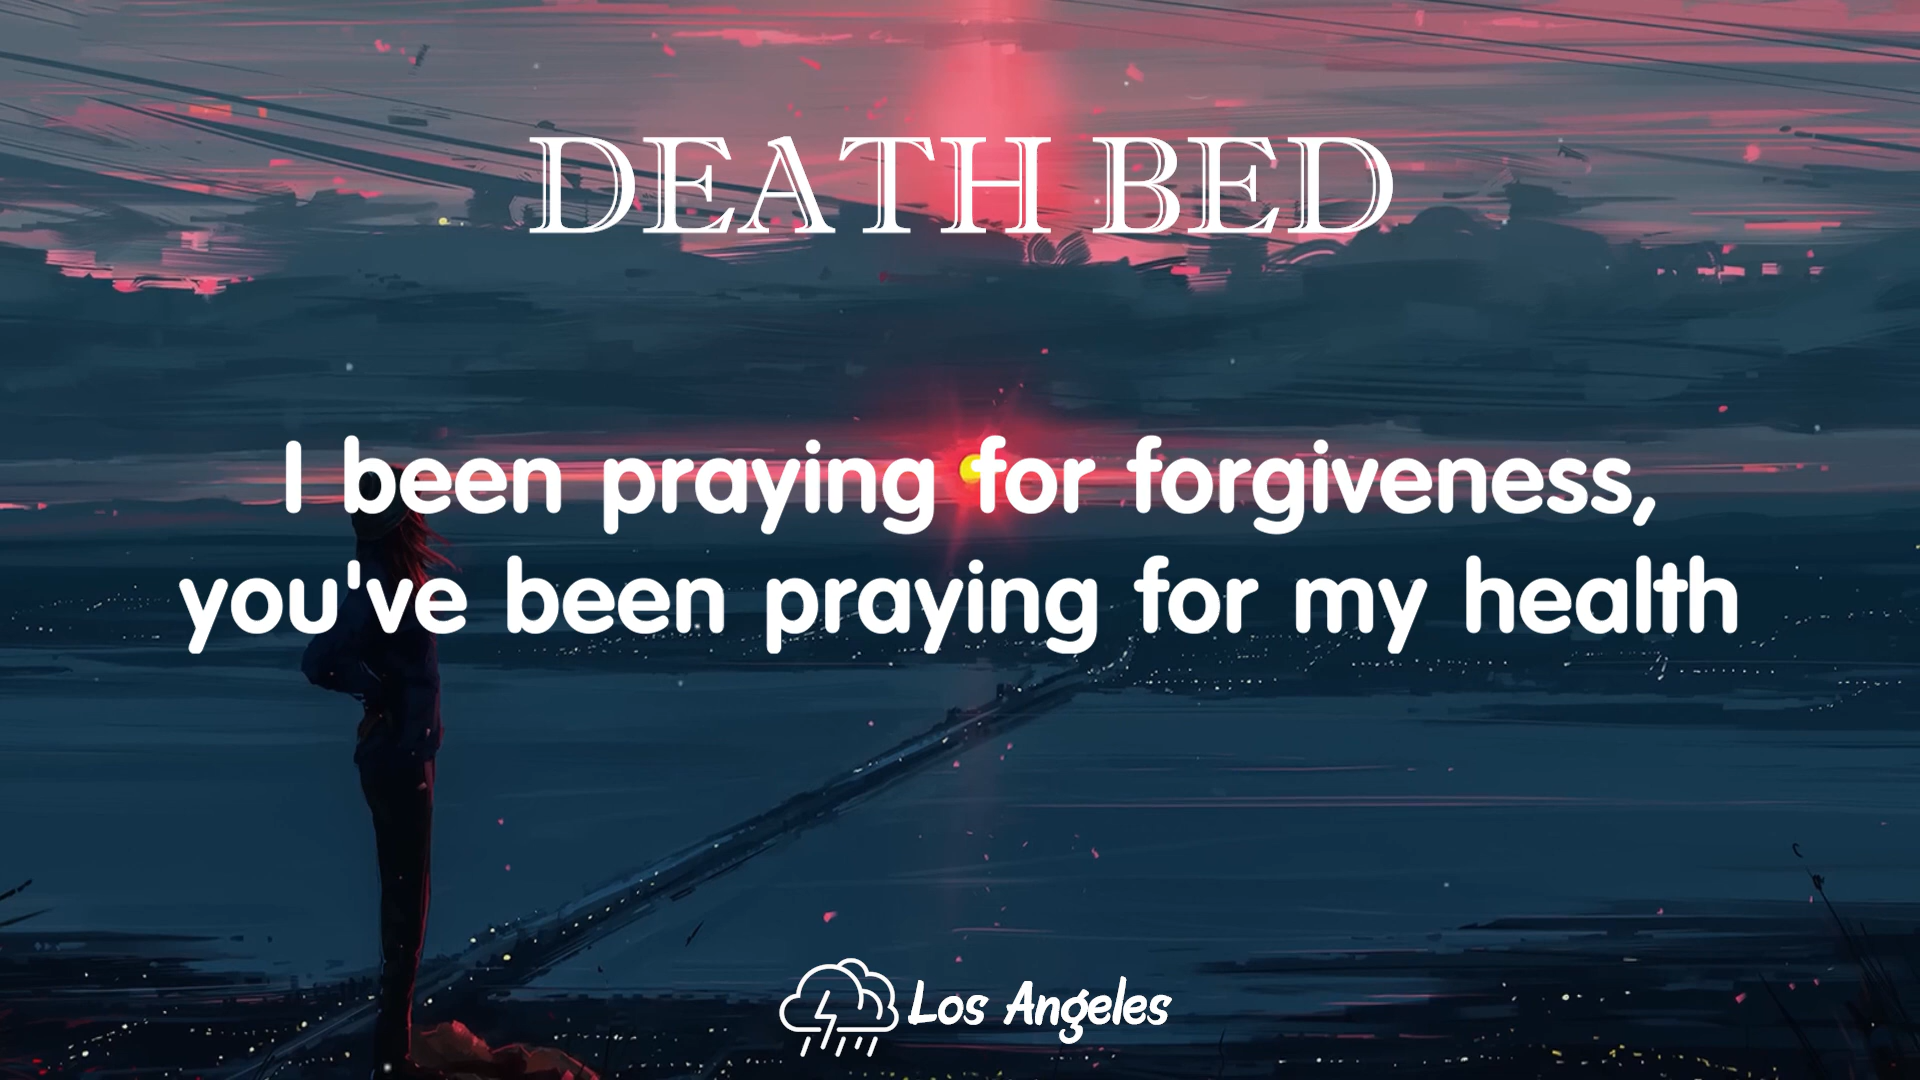 DEATH BED
I been praying for forgiveness,
you've been praying for my health
Los Angeles